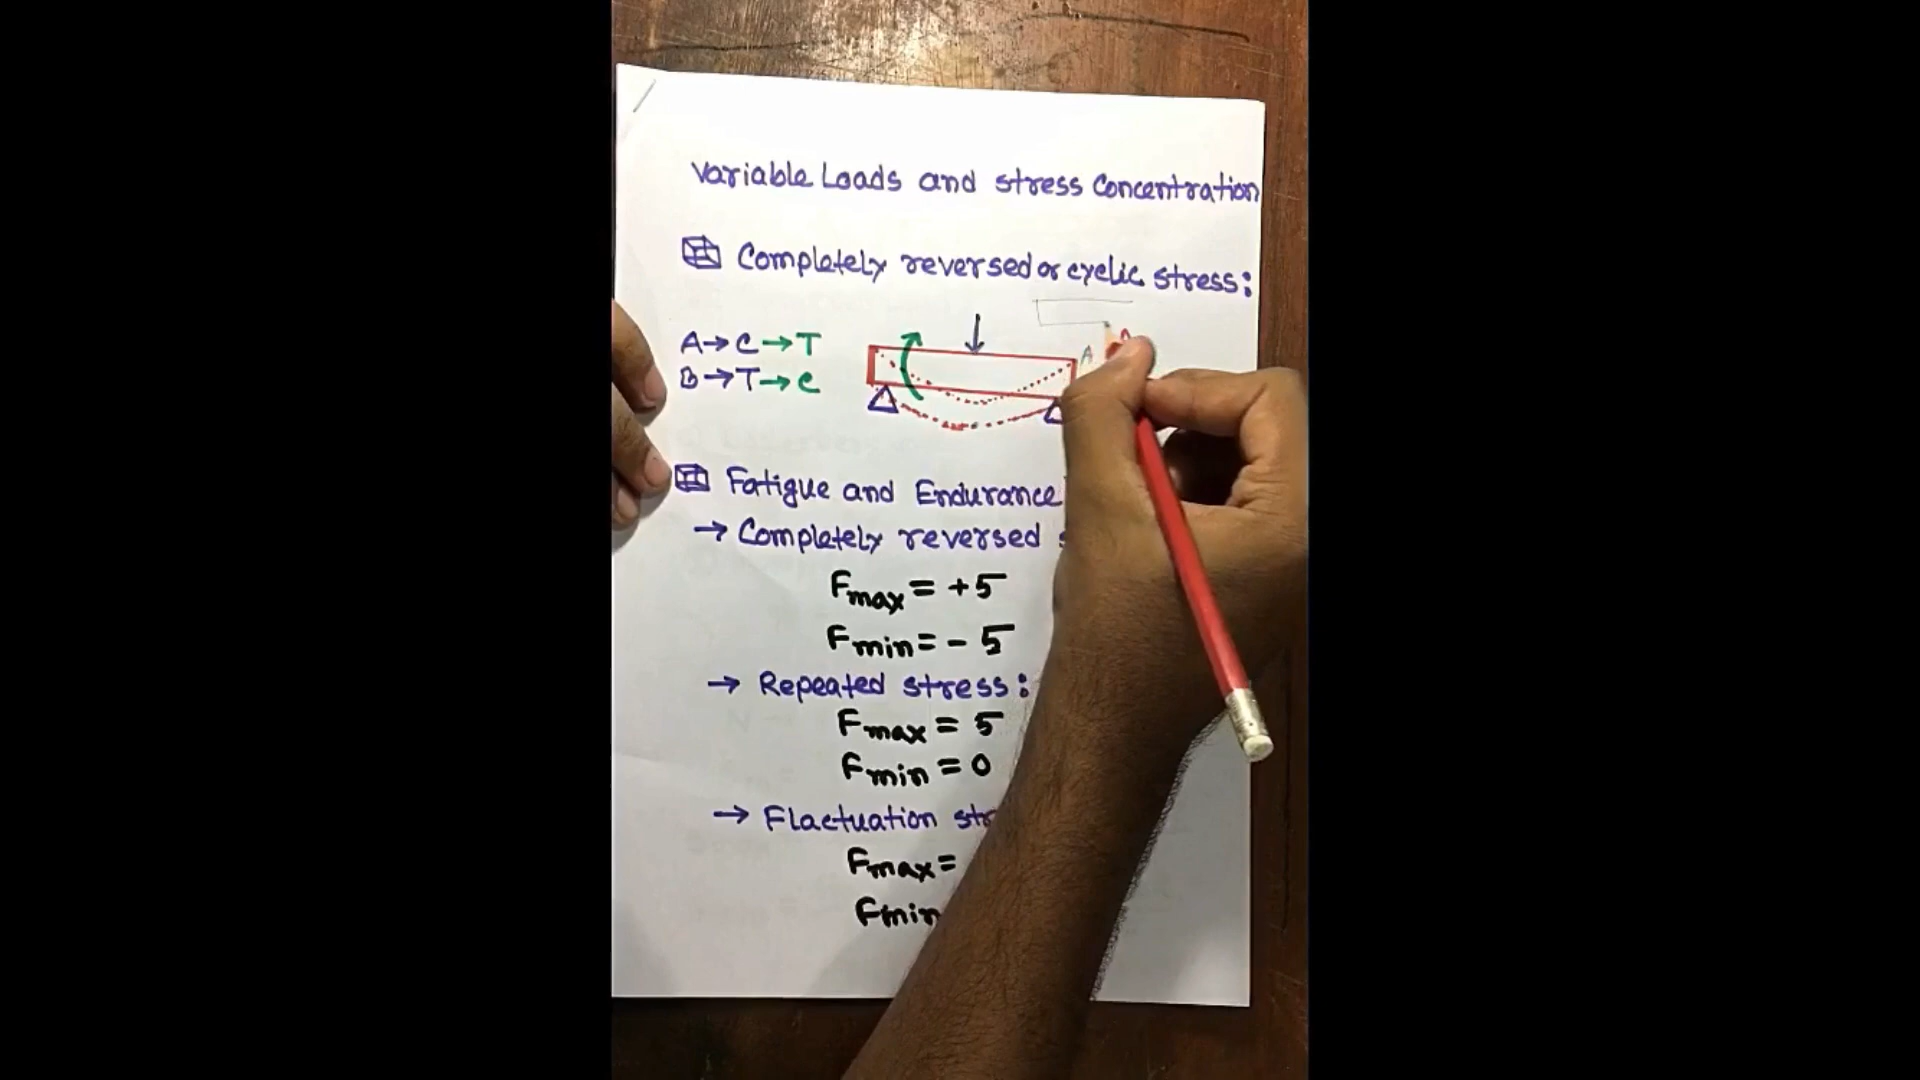 Variable Loads and stress Concentration
Completely reversed or cyclic stress:
A→C→T
B→T→C
A
A
Fatigue and Endurance
→ Completely reversed
Fmax = +5
Fmin = - 5
→ Repeated stress:
Fmax = 5
Fmin = 0
→ Flactuation
Fmax =
Fmin